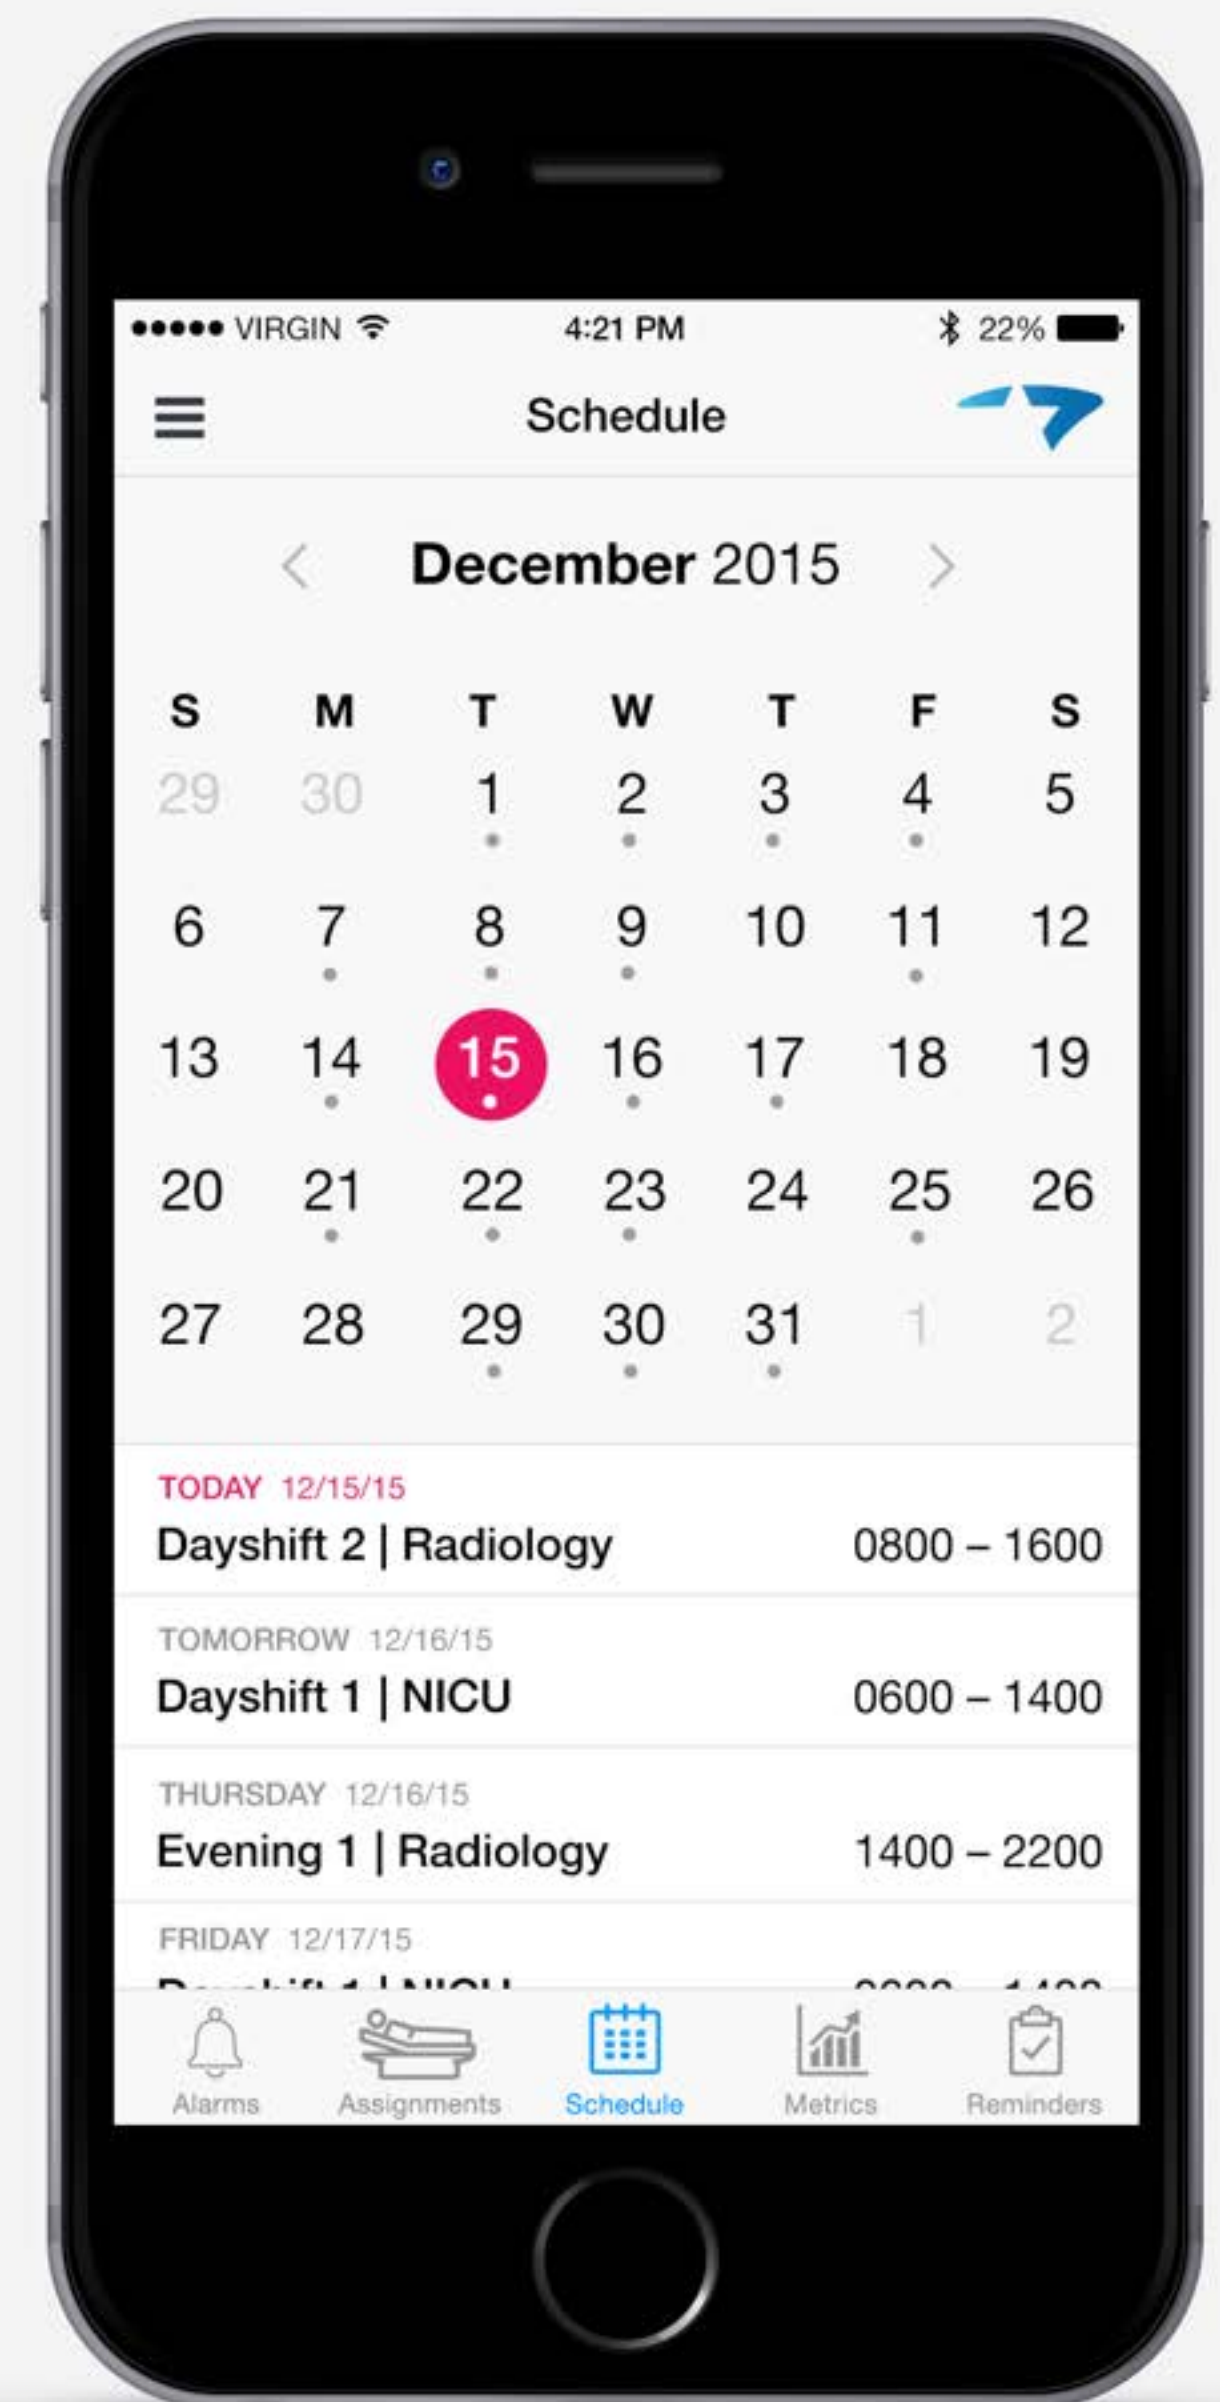 VIRGIN 4:21 PM 22%
Schedule
December 2015
S M T W T F S
29 30 1 2 3 4 5
6 7 8 9 10 11 12
13 14 15 16 17 18 19
20 21 22 23 24 25 26
27 28 29 30 31 1 2
TODAY 12/15/15
Dayshift 2 | Radiology 0800 – 1600
TOMORROW 12/16/15
Dayshift 1 | NICU 0600 – 1400
THURSDAY 12/16/15
Evening 1 | Radiology 1400 – 2200
FRIDAY 12/17/15
Alarms Assignments Schedule Metrics Reminders